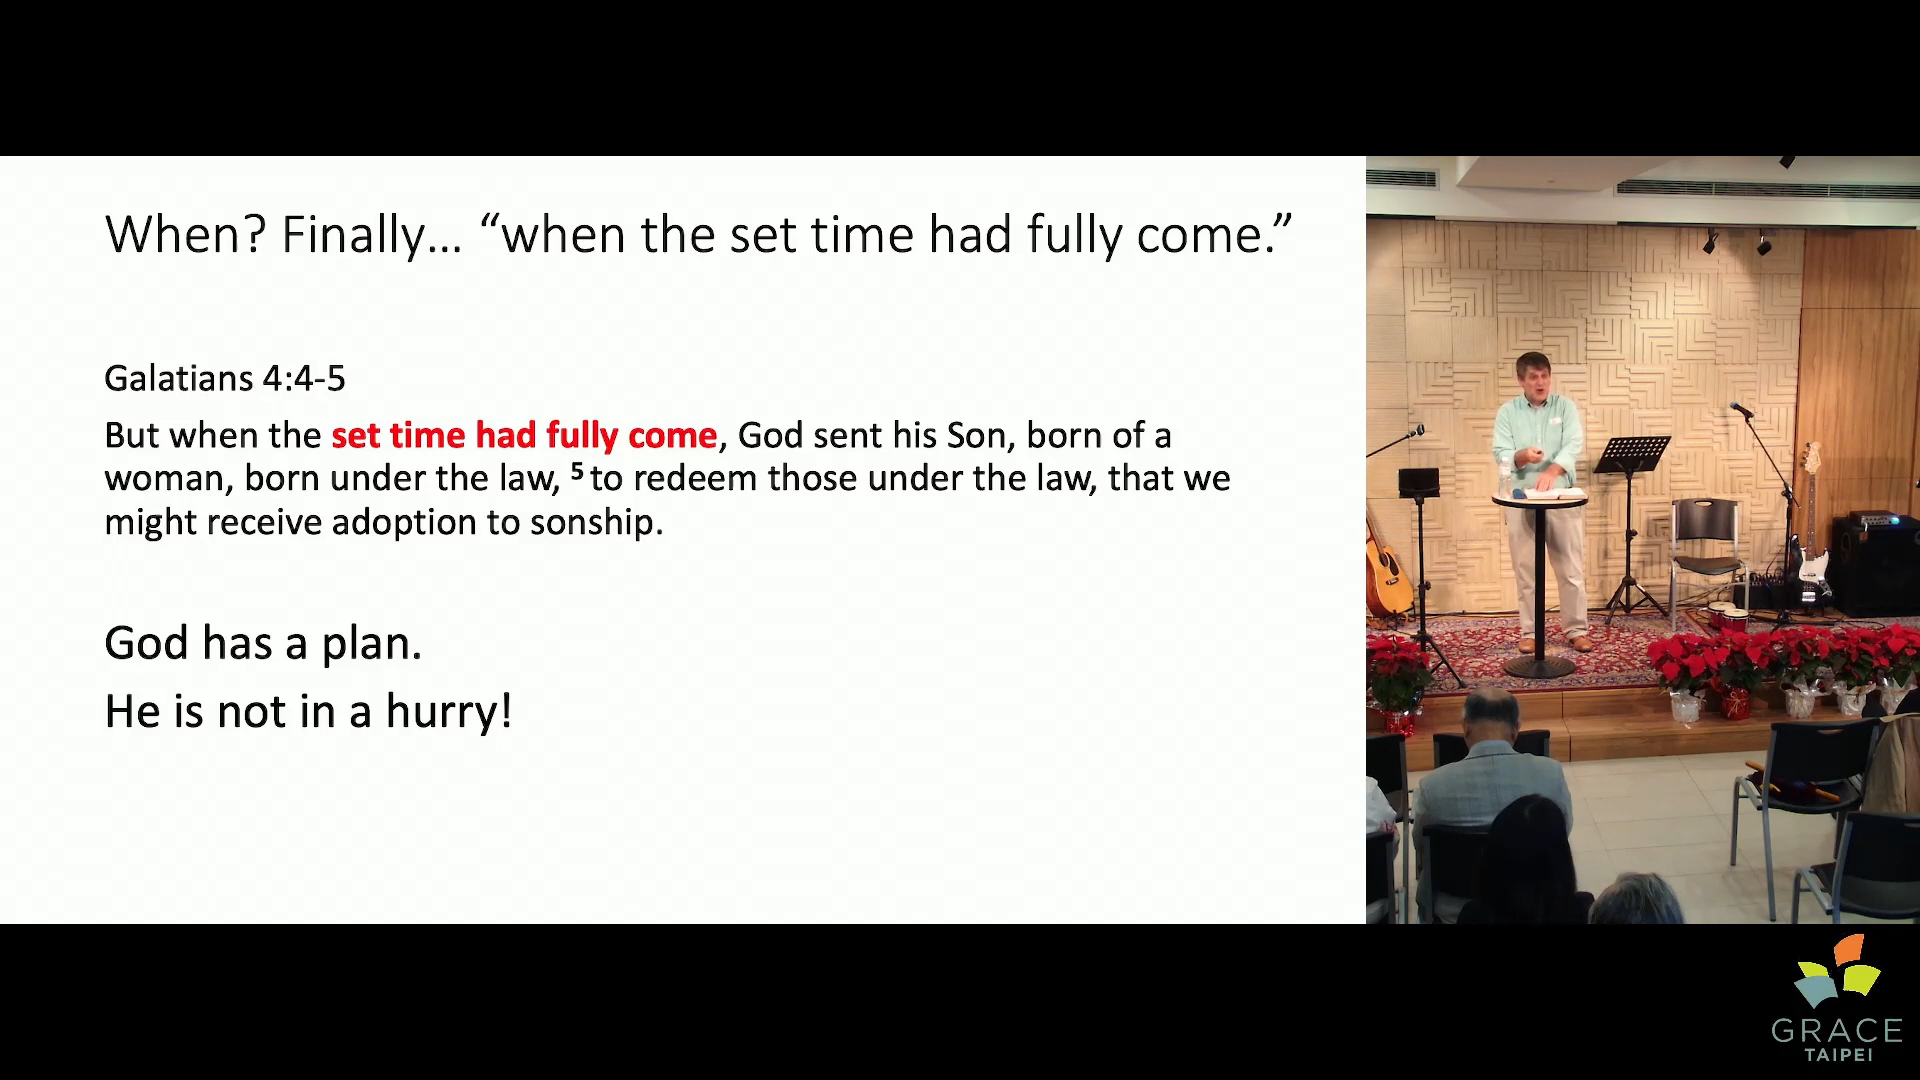 When? Finally... “when the set time had fully come.”
Galatians 4:4-5
But when the set time had fully come, God sent his Son, born of a
woman, born under the law, ⁵ to redeem those under the law, that we
might receive adoption to sonship.
God has a plan.
He is not in a hurry!
GRACE
TAIPEI